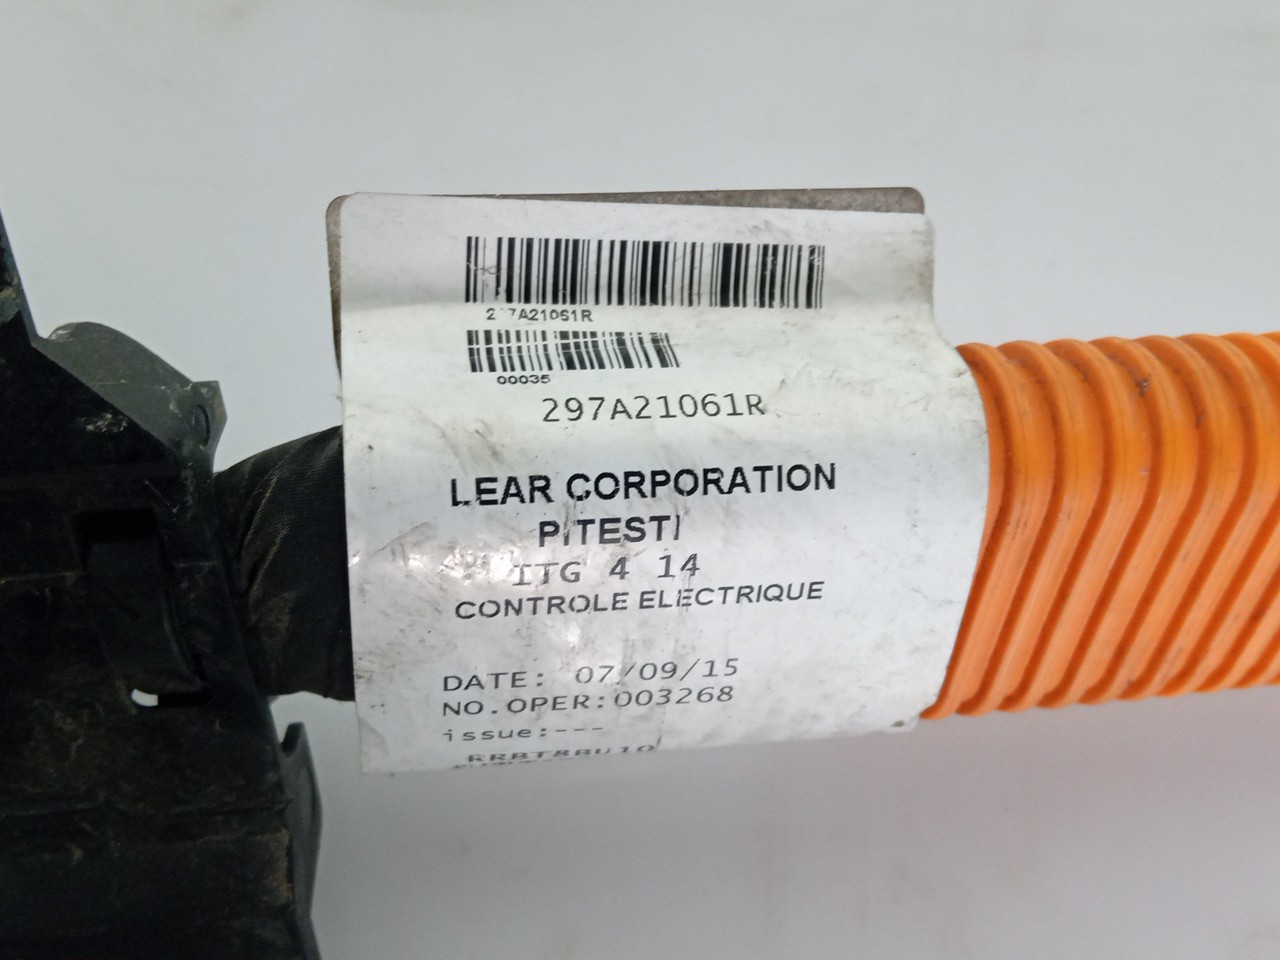 297A21061R
00035
297A21061R
LEAR CORPORATION
PITESTI
ITG 4 14
CONTROLE ELECTRIQUE
DATE: 07/09/15
NO.OPER:003268
issue:---
RRBT8BU10